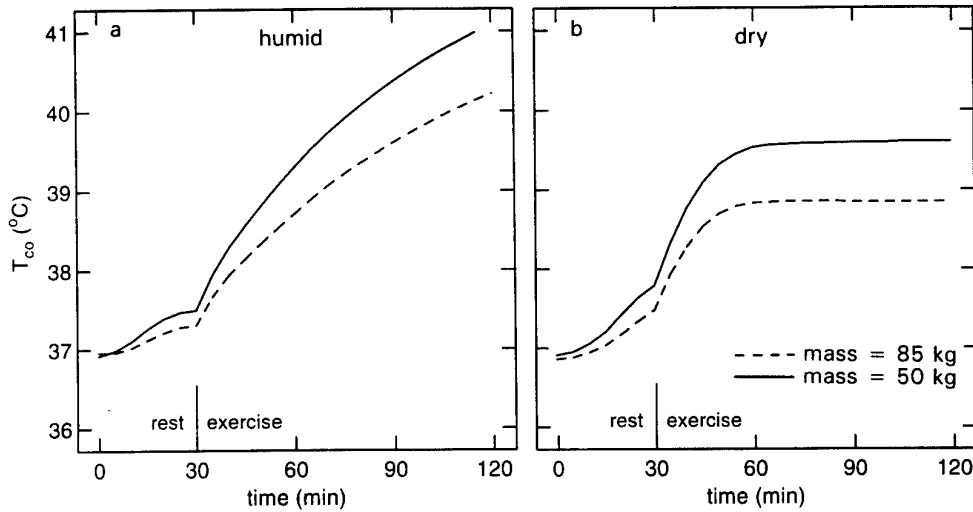 a
humid
41
40
39
38
37
36
T_co (°C)
rest | exercise
0 30 60 90 120
time (min)
b
dry
mass = 85 kg
mass = 50 kg
rest | exercise
0 30 60 90 120
time (min)